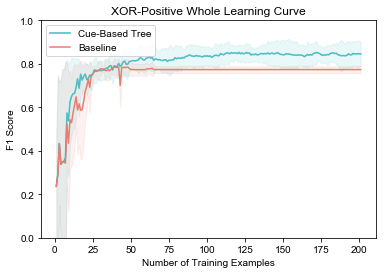 XOR-Positive Whole Learning Curve
1.0
0.8
0.6
0.4
0.2
0.0
F1 Score
Cue-Based Tree
Baseline
0 25 50 75 100 125 150 175 200
Number of Training Examples